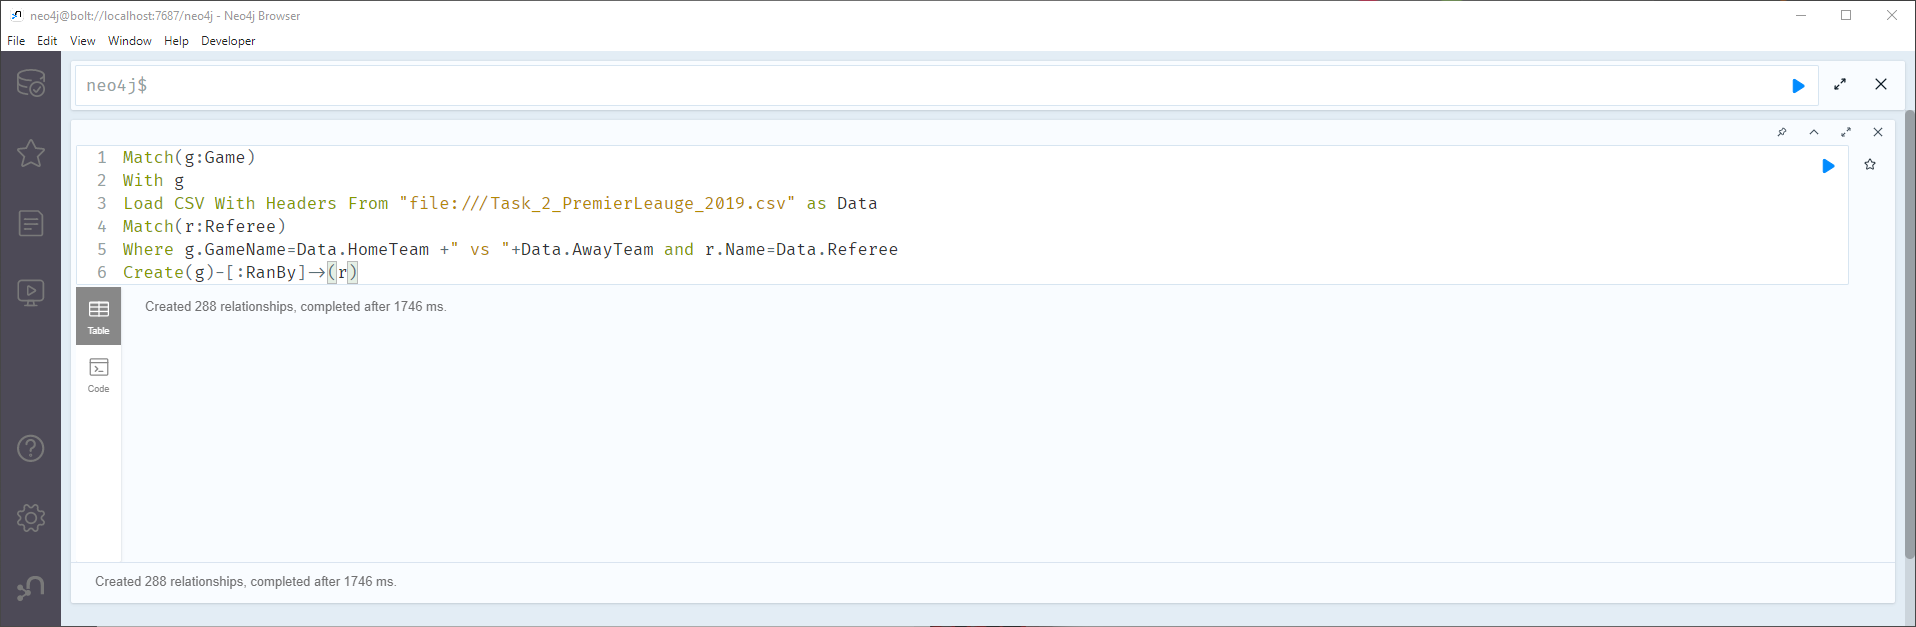 neo4j@bolt://localhost:7687/neo4j - Neo4j Browser
File Edit View Window Help Developer
neo4j$
1 Match(g:Game)
2 With g
3 Load CSV With Headers From "file:///Task_2_PremierLeauge_2019.csv" as Data
4 Match(r:Referee)
5 Where g.GameName=Data.HomeTeam +" vs "+Data.AwayTeam and r.Name=Data.Referee
6 Create(g)-[:RanBy]->(r)
Created 288 relationships, completed after 1746 ms.
Table
Code
Created 288 relationships, completed after 1746 ms.